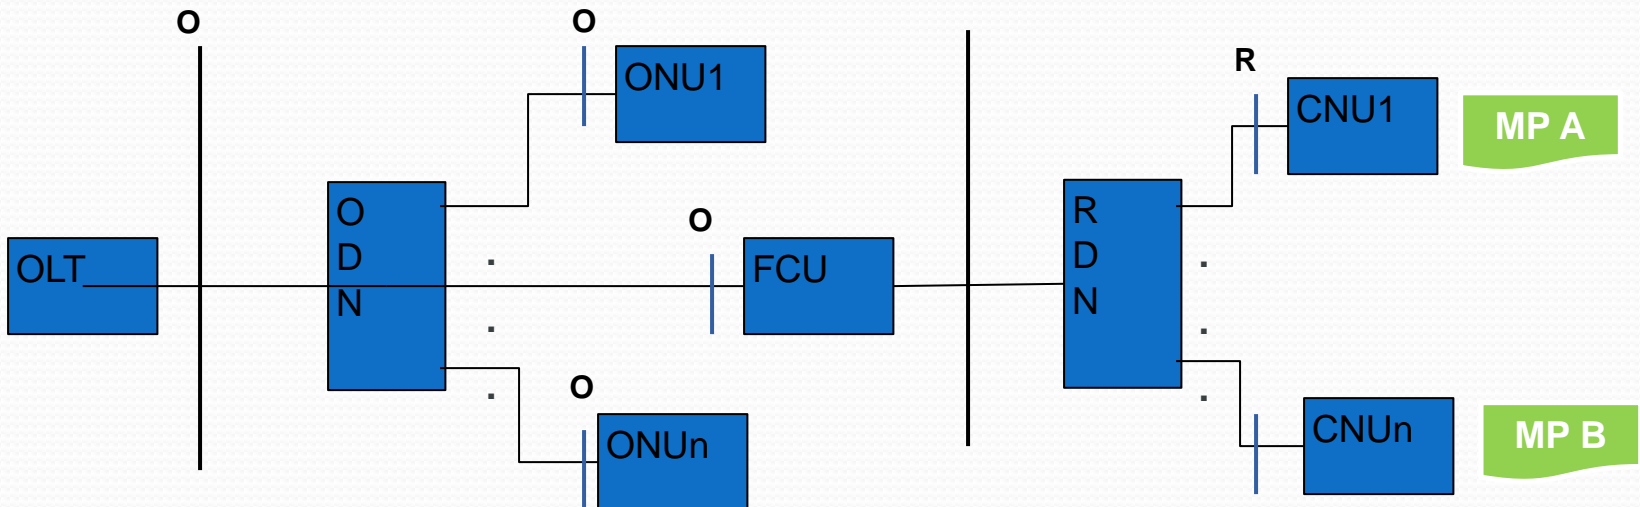 O
O
ONU1
R
CNU1
MP A
OLT
O
D
N
.
.
.
O
FCU
R
D
N
.
.
.
O
ONUn
CNUn
MP B